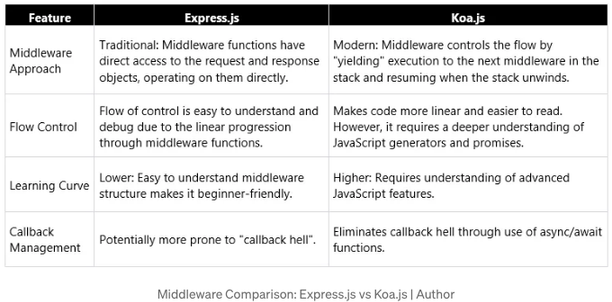 Feature Express.js Koa.js
Middleware Approach
Traditional: Middleware functions have
direct access to the request and response
objects, operating on them directly.
Modern: Middleware controls the flow by
"yielding" execution to the next middleware in the
stack and resuming when the stack unwinds.
Flow Control
Flow of control is easy to understand and
debug due to the linear progression
through middleware functions.
Makes code more linear and easier to read.
However, it requires a deeper understanding of
JavaScript generators and promises.
Learning Curve
Lower: Easy to understand middleware
structure makes it beginner-friendly.
Higher: Requires understanding of advanced
JavaScript features.
Callback
Management
Potentially more prone to "callback hell".
Eliminates callback hell through use of async/await
functions.
Middleware Comparison: Express.js vs Koa.js | Author